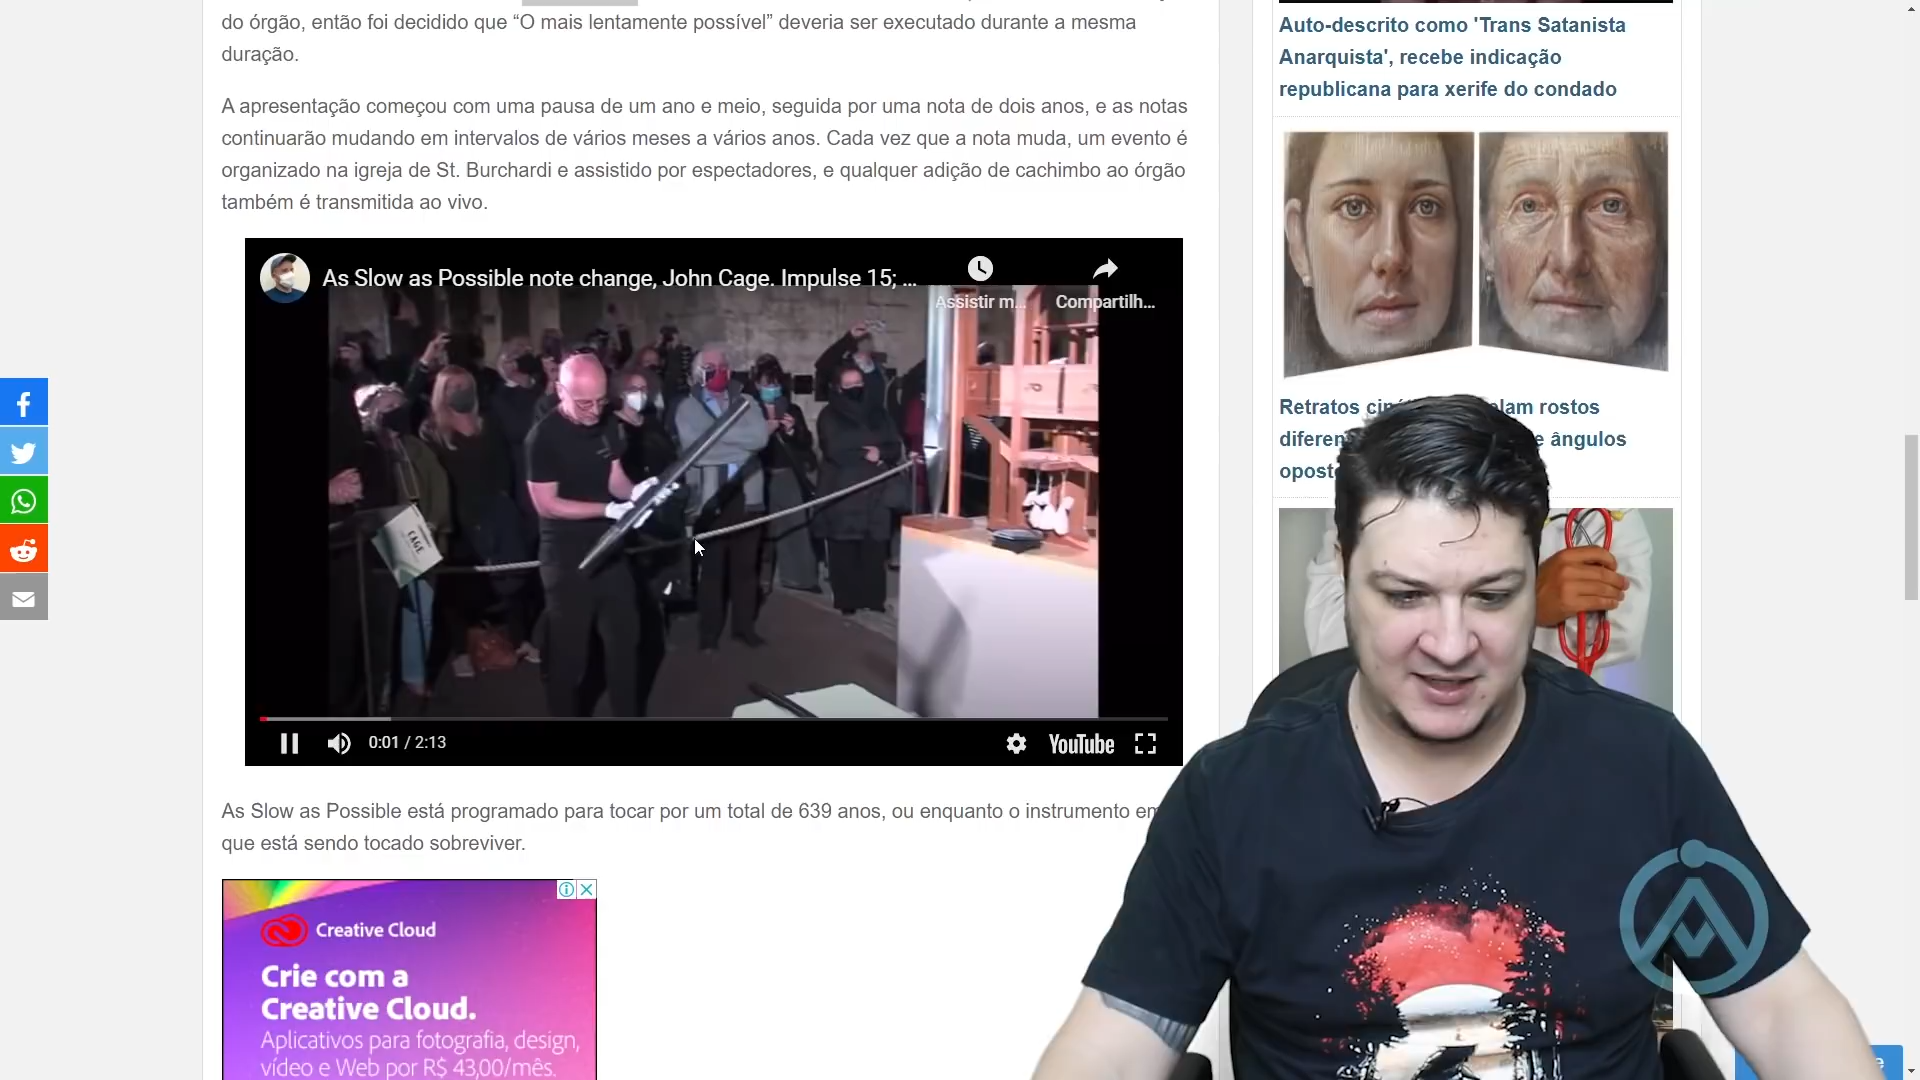 do órgão, então foi decidido que “O mais lentamente possível” deveria ser executado durante a mesma
duração.
A apresentação começou com uma pausa de um ano e meio, seguida por uma nota de dois anos, e as notas
continuarão mudando em intervalos de vários meses a vários anos. Cada vez que a nota muda, um evento é
organizado na igreja de St. Burchardi e assistido por espectadores, e qualquer adição de cachimbo ao órgão
também é transmitida ao vivo.
As Slow as Possible note change, John Cage. Impulse 15; ...
Assistir m...
Compartilh...
CAGE
0:01 / 2:13
YouTube
As Slow as Possible está programado para tocar por um total de 639 anos, ou enquanto o instrumento em
que está sendo tocado sobreviver.
Creative Cloud
Crie com a
Creative Cloud.
Aplicativos para fotografia, design,
vídeo e Web por R$ 43,00/mês.
Auto-descrito como 'Trans Satanista
Anarquista', recebe indicação
republicana para xerife do condado
Retratos elam rostos
e ângulos